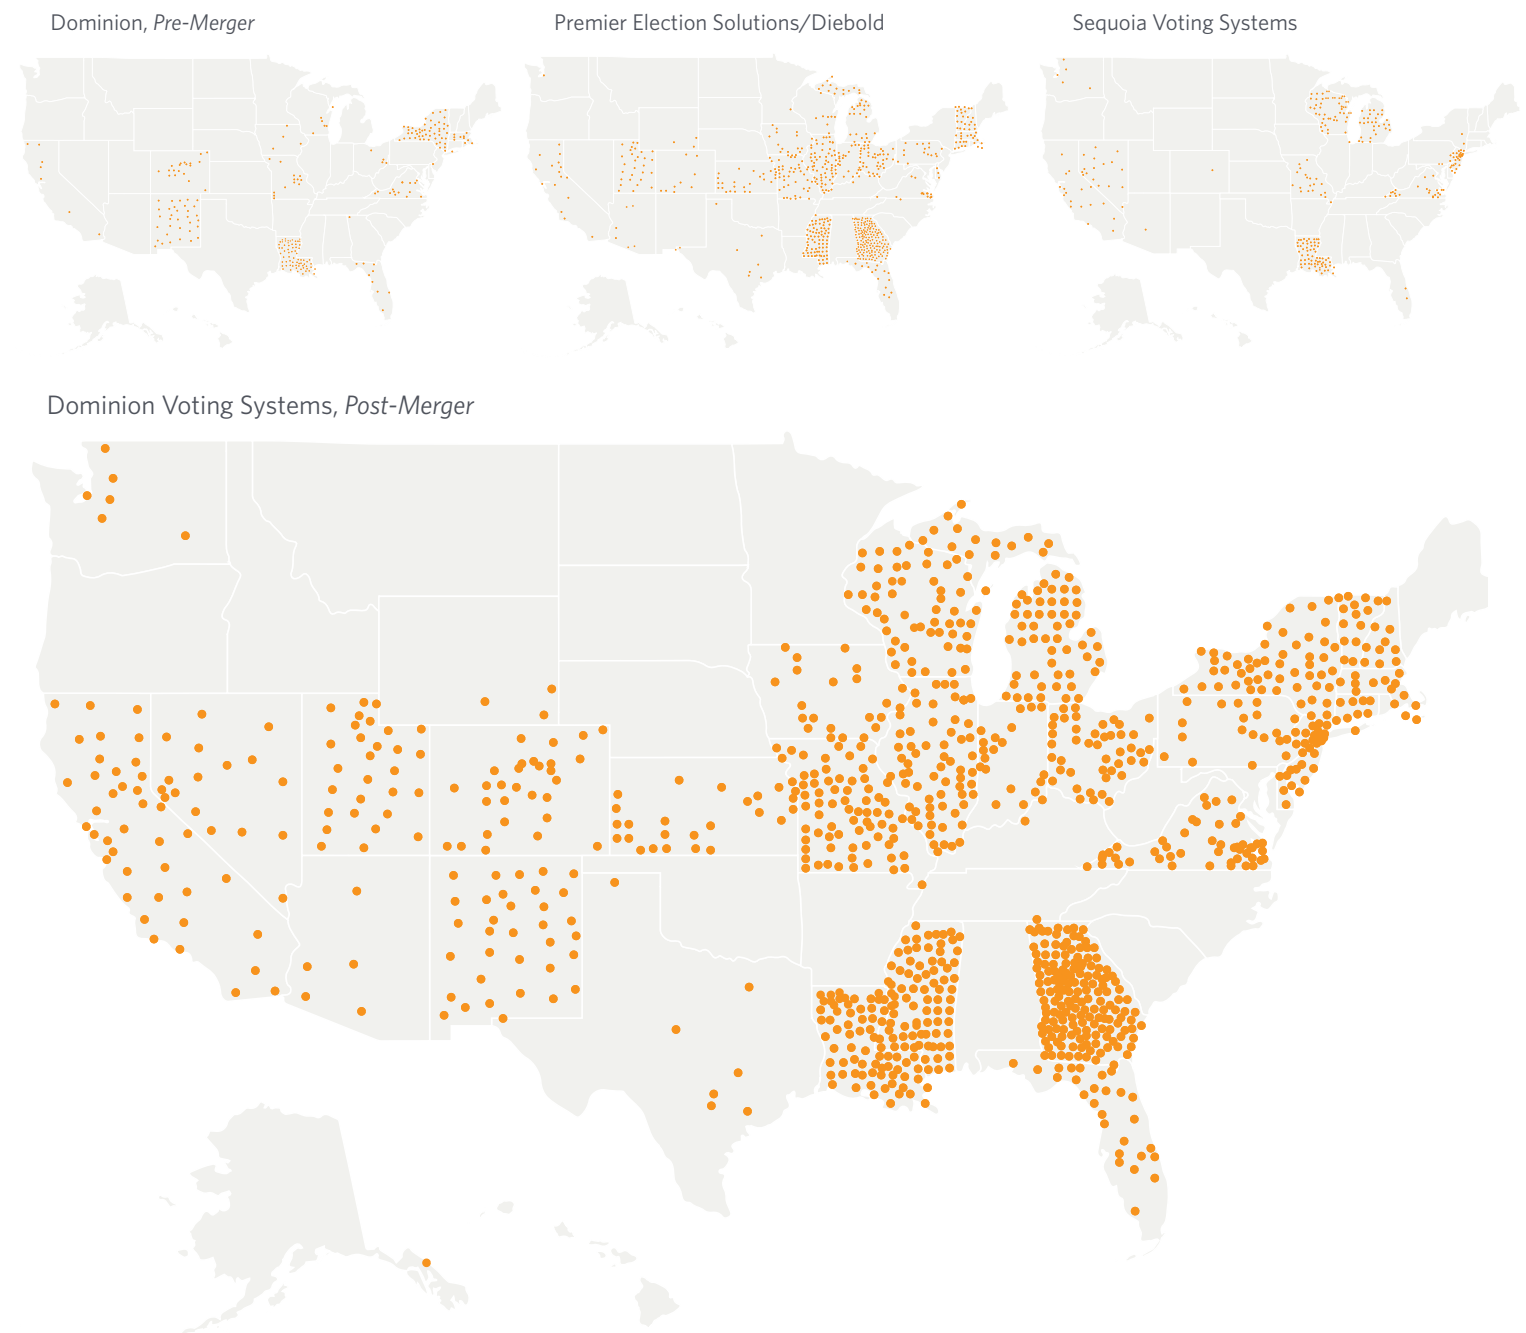 Dominion, Pre-Merger
Premier Election Solutions/Diebold
Sequoia Voting Systems
Dominion Voting Systems, Post-Merger